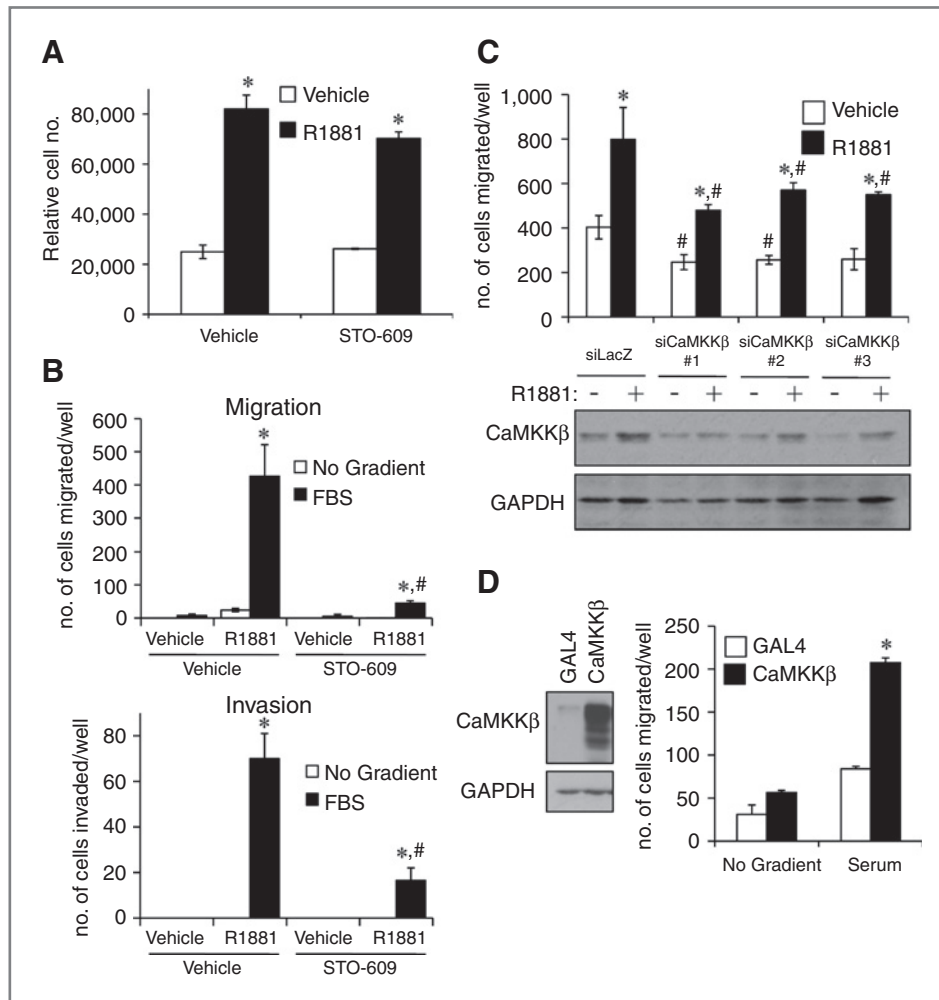 A
Relative cell no.
80,000
60,000
40,000
20,000
0
Vehicle
R1881
*
*
Vehicle
STO-609
B
Migration
no. of cells migrated/well
600
500
400
300
200
100
0
No Gradient
FBS
*
*,#
Vehicle R1881 Vehicle R1881
Vehicle STO-609
Invasion
no. of cells invaded/well
80
60
40
20
0
No Gradient
FBS
*
*,#
Vehicle R1881 Vehicle R1881
Vehicle STO-609
C
no. of cells migrated/well
1,000
800
600
400
200
0
Vehicle
R1881
*
# *,#
# *,#
*,#
siLacZ siCaMKKβ #1 siCaMKKβ #2 siCaMKKβ #3
R1881: - + - + - + - +
CaMKKβ
GAPDH
D
GAL4
CaMKKβ
CaMKKβ
GAPDH
no. of cells migrated/well
250
200
150
100
50
0
GAL4
CaMKKβ
*
No Gradient Serum